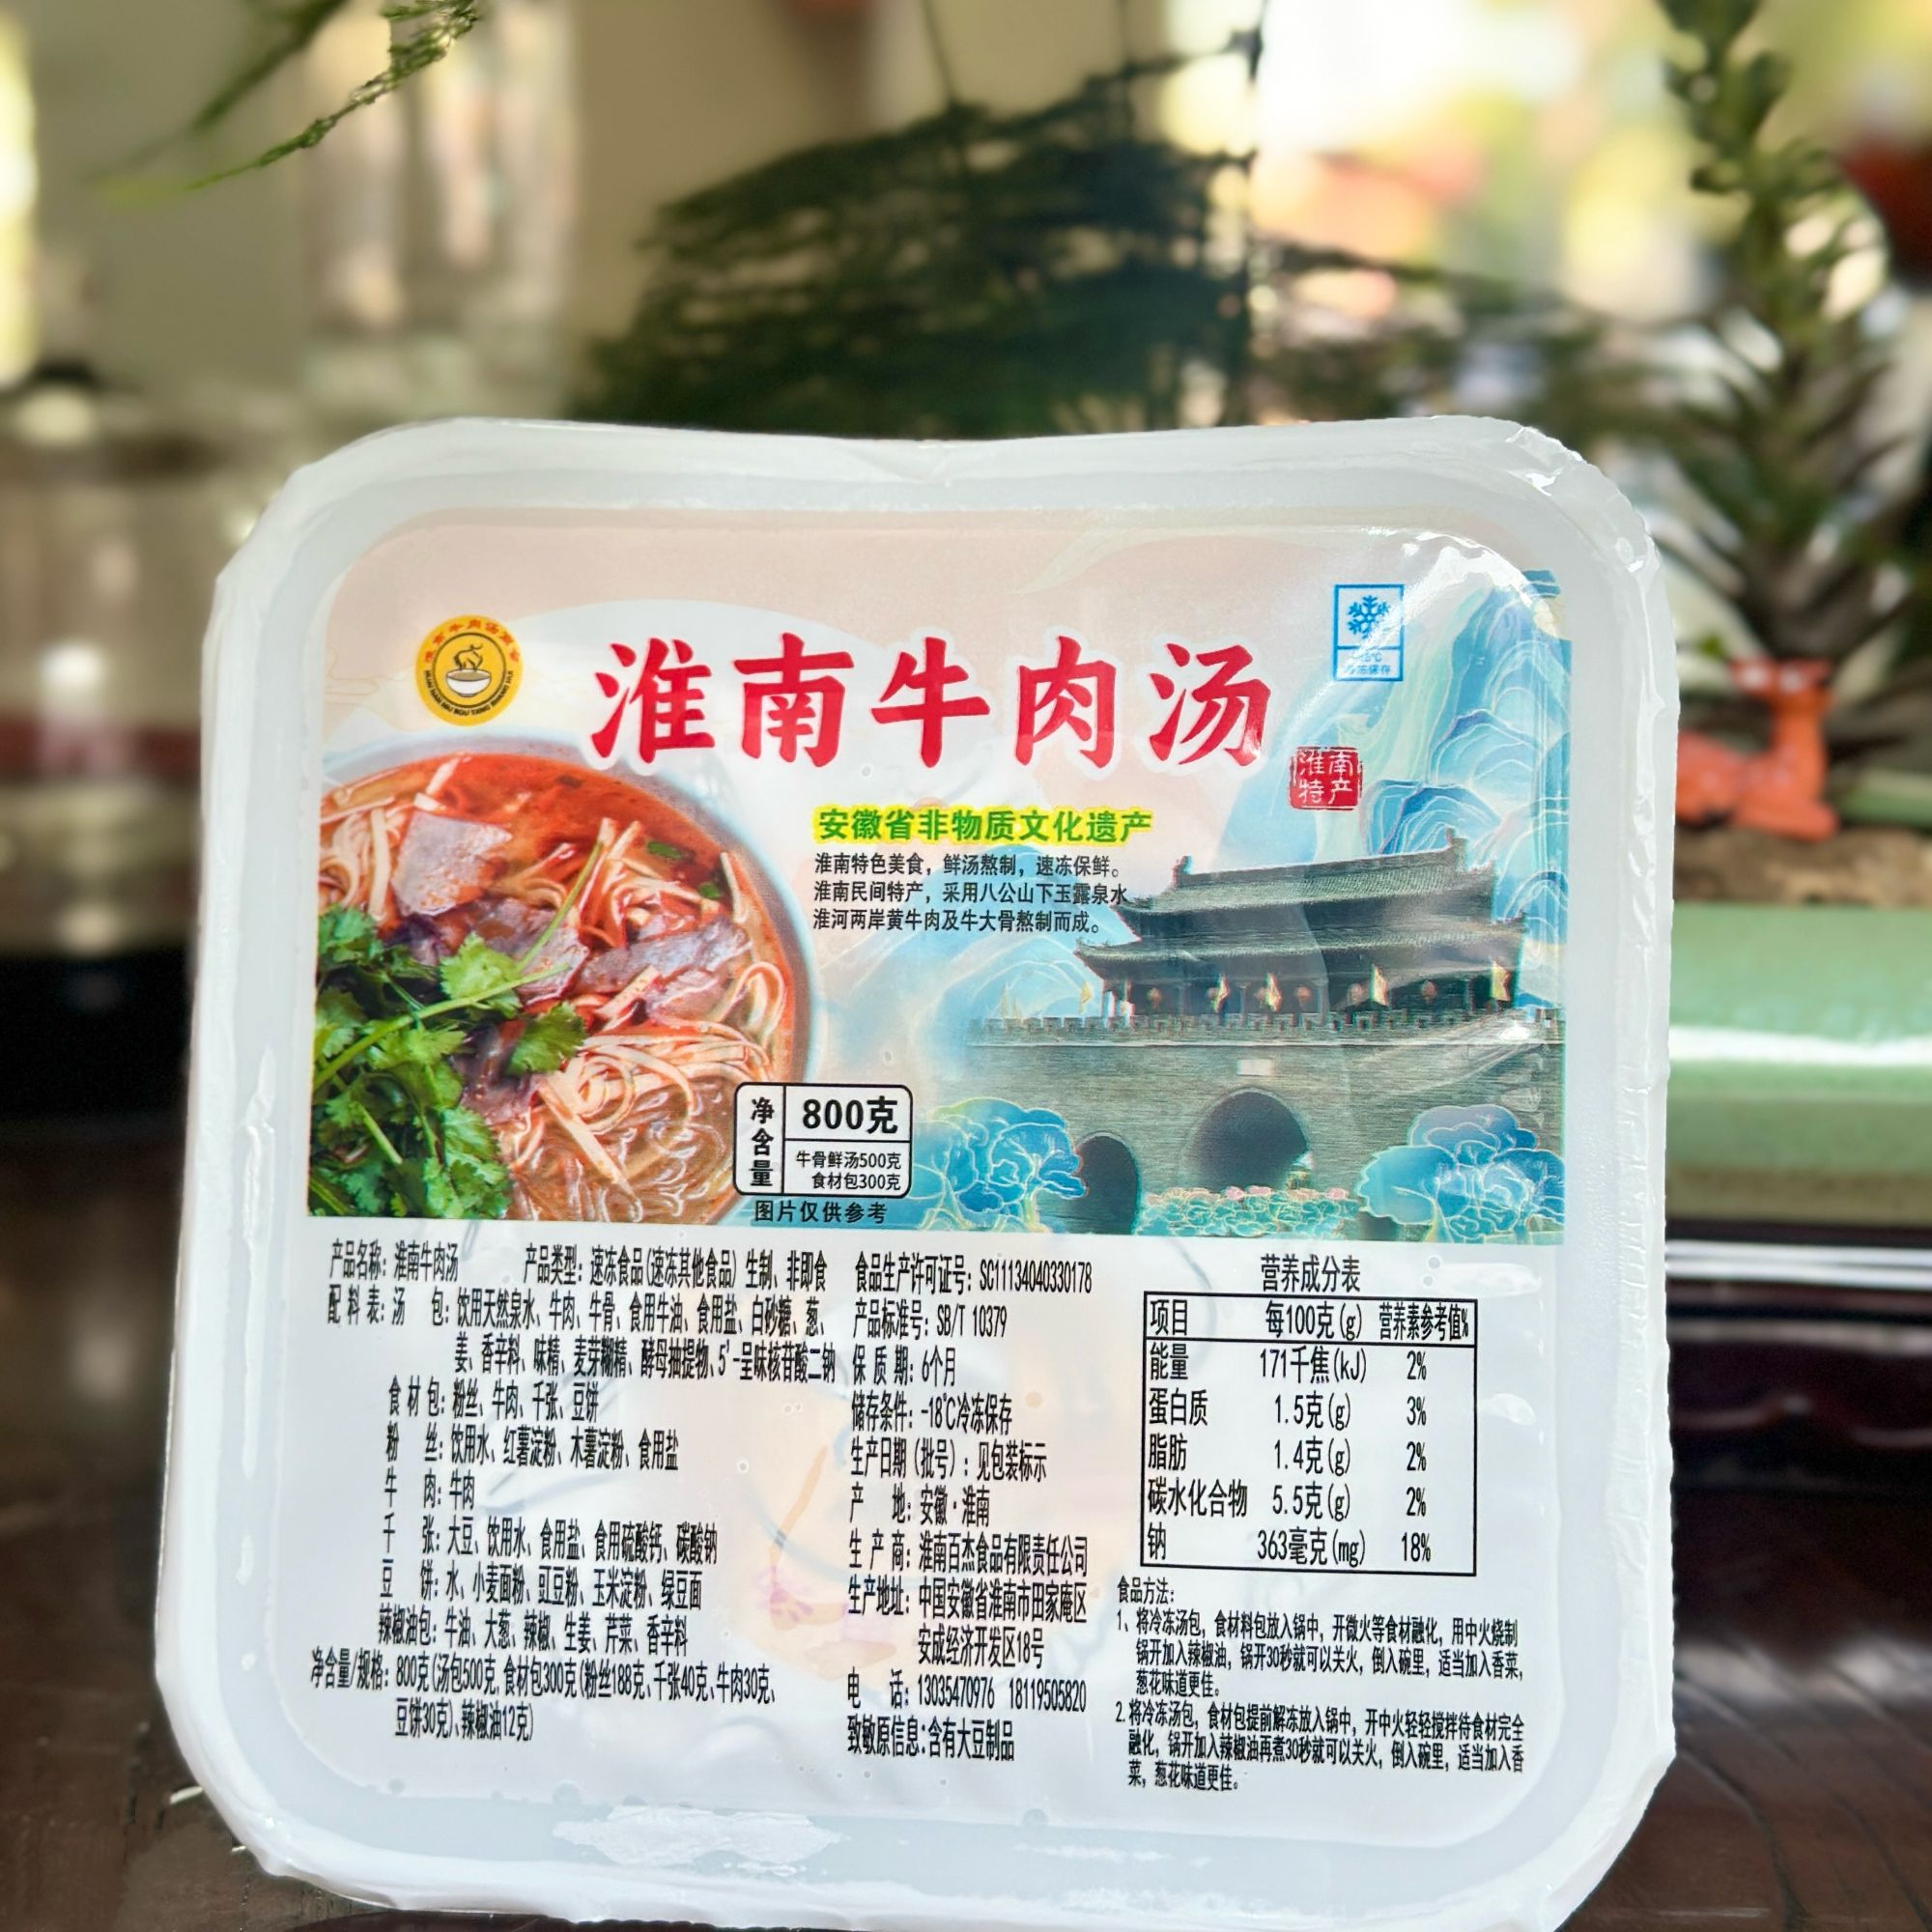 淮南牛肉汤
淮南
特产
安徽省非物质文化遗产
淮南特色美食，鲜汤熬制，速冻保鲜。
淮南民间特产，采用八公山下玉露泉水
淮河两岸黄牛肉及牛大骨熬制而成。
净含量
800克
牛骨鲜汤500克
食材包300克
图片仅供参考
产品名称：淮南牛肉汤 产品类型：速冻食品(速冻其他食品) 生制、非即食
配料表：汤 包：饮用天然泉水、牛肉、牛骨、食用牛油、食用盐、白砂糖、葱、
姜、香辛料、味精、麦芽糊精、酵母抽提物、5'-呈味核苷酸二钠
食材包：粉丝、牛肉、千张、豆饼
粉 丝：饮用水、红薯淀粉、木薯淀粉、食用盐
牛 肉：牛肉
千 张：大豆、饮用水、食用盐、食用硫酸钙、碳酸钠
豆 饼：水、小麦面粉、豇豆粉、玉米淀粉、绿豆面
辣椒油包：牛油、大葱、辣椒、生姜、芹菜、香辛料
净含量/规格：800克(汤包500克,食材包300克(粉丝188克、千张40克、牛肉30克、
豆饼30克)、辣椒油12克)
食品生产许可证号：SC11134040330178
产品标准号：SB/T 10379
保质期：6个月
储存条件：-18℃冷冻保存
生产日期（批号）：见包装标示
产 地：安徽·淮南
生产商：淮南百杰食品有限责任公司
生产地址：中国安徽省淮南市田家庵区
安成经济开发区18号
电 话：13035470976 18119505820
致敏原信息：含有大豆制品
营养成分表
项目 每100克(g) 营养素参考值%
能量 171千焦(kJ) 2%
蛋白质 1.5克(g) 3%
脂肪 1.4克(g) 2%
碳水化合物 5.5克(g) 2%
钠 363毫克(mg) 18%
食品方法：
1、将冷冻汤包，食材料包放入锅中，开微火等食材融化，用中火烧制
锅开加入辣椒油，锅开30秒就可以关火，倒入碗里，适当加入香菜，
葱花味道更佳。
2.将冷冻汤包，食材包提前解冻放入锅中，开中火轻轻搅拌待食材完全
融化，锅开加入辣椒油再煮30秒就可以关火，倒入碗里，适当加入香
菜，葱花味道更佳。